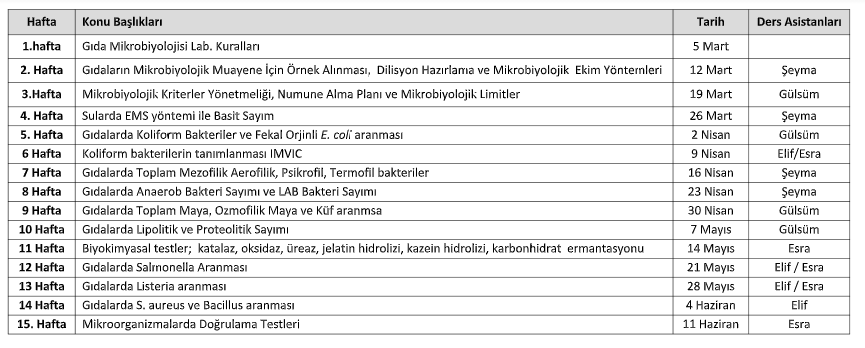 Hafta Konu Başlıkları Tarih Ders Asistanları
1.hafta Gıda Mikrobiyolojisi Lab. Kuralları 5 Mart
2. Hafta Gıdaların Mikrobiyolojik Muayene İçin Örnek Alınması, Dilisyon Hazırlama ve Mikrobiyolojik Ekim Yöntemleri 12 Mart Şeyma
3.Hafta Mikrobiyolojik Kriterler Yönetmeliği, Numune Alma Planı ve Mikrobiyolojik Limitler 19 Mart Gülsüm
4. Hafta Sularda EMS yöntemi ile Basit Sayım 26 Mart Şeyma
5. Hafta Gıdalarda Koliform Bakteriler ve Fekal Orjinli E. coli aranması 2 Nisan Gülsüm
6 Hafta Koliform bakterilerin tanımlanması IMVIC 9 Nisan Elif/Esra
7 Hafta Gıdalarda Toplam Mezofilik Aerofilik, Psikrofil, Termofil bakteriler 16 Nisan Şeyma
8 Hafta Gıdalarda Anaerob Bakteri Sayımı ve LAB Bakteri Sayımı 23 Nisan Şeyma
9 Hafta Gıdalarda Toplam Maya, Ozmofilik Maya ve Küf aranmsa 30 Nisan Gülsüm
10 Hafta Gıdalarda Lipolitik ve Proteolitik Sayımı 7 Mayıs Gülsüm
11 Hafta Biyokimyasal testler; katalaz, oksidaz, üreaz, jelatin hidrolizi, kazein hidrolizi, karbonhidrat ermantasyonu 14 Mayıs Esra
12 Hafta Gıdalarda Salmonella Aranması 21 Mayıs Elif / Esra
13 Hafta Gıdalarda Listeria aranması 28 Mayıs Elif / Esra
14 Hafta Gıdalarda S. aureus ve Bacillus aranması 4 Haziran Elif
15. Hafta Mikroorganizmalarda Doğrulama Testleri 11 Haziran Esra